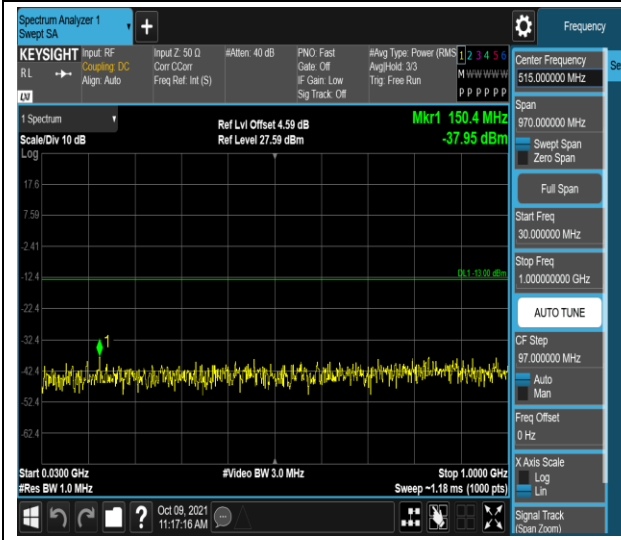 Spectrum Analyzer 1
Swept SA
+
Frequency
KEYSIGHT
RL
LXI
Input: RF
Coupling: DC
Align: Auto
Input Z: 50 Ω
Corr CCorr
Freq Ref: Int (S)
#Atten: 40 dB
PNO: Fast
Gate: Off
IF Gain: Low
Sig Track: Off
#Avg Type: Power (RMS
Avg|Hold: 3/3
Trig: Free Run
1 2 3 4 5 6
M W W W W W
P P P P P P
1 Spectrum
Scale/Div 10 dB
Log
Ref Lvl Offset 4.59 dB
Ref Level 27.59 dBm
Mkr1 150.4 MHz
-37.95 dBm
17.6
7.59
-2.41
-12.4
DL1 -13.00 dBm
-22.4
-32.4
1
-42.4
-52.4
-62.4
Start 0.0300 GHz
#Res BW 1.0 MHz
#Video BW 3.0 MHz
Stop 1.0000 GHz
Sweep ~1.18 ms (1000 pts)
Oct 09, 2021
11:17:16 AM
?
Center Frequency
515.000000 MHz
Se
Span
970.000000 MHz
Swept Span
Zero Span
Full Span
Start Freq
30.000000 MHz
Stop Freq
1.000000000 GHz
AUTO TUNE
CF Step
97.000000 MHz
Auto
Man
Freq Offset
0 Hz
X Axis Scale
Log
Lin
Signal Track
(Span Zoom)